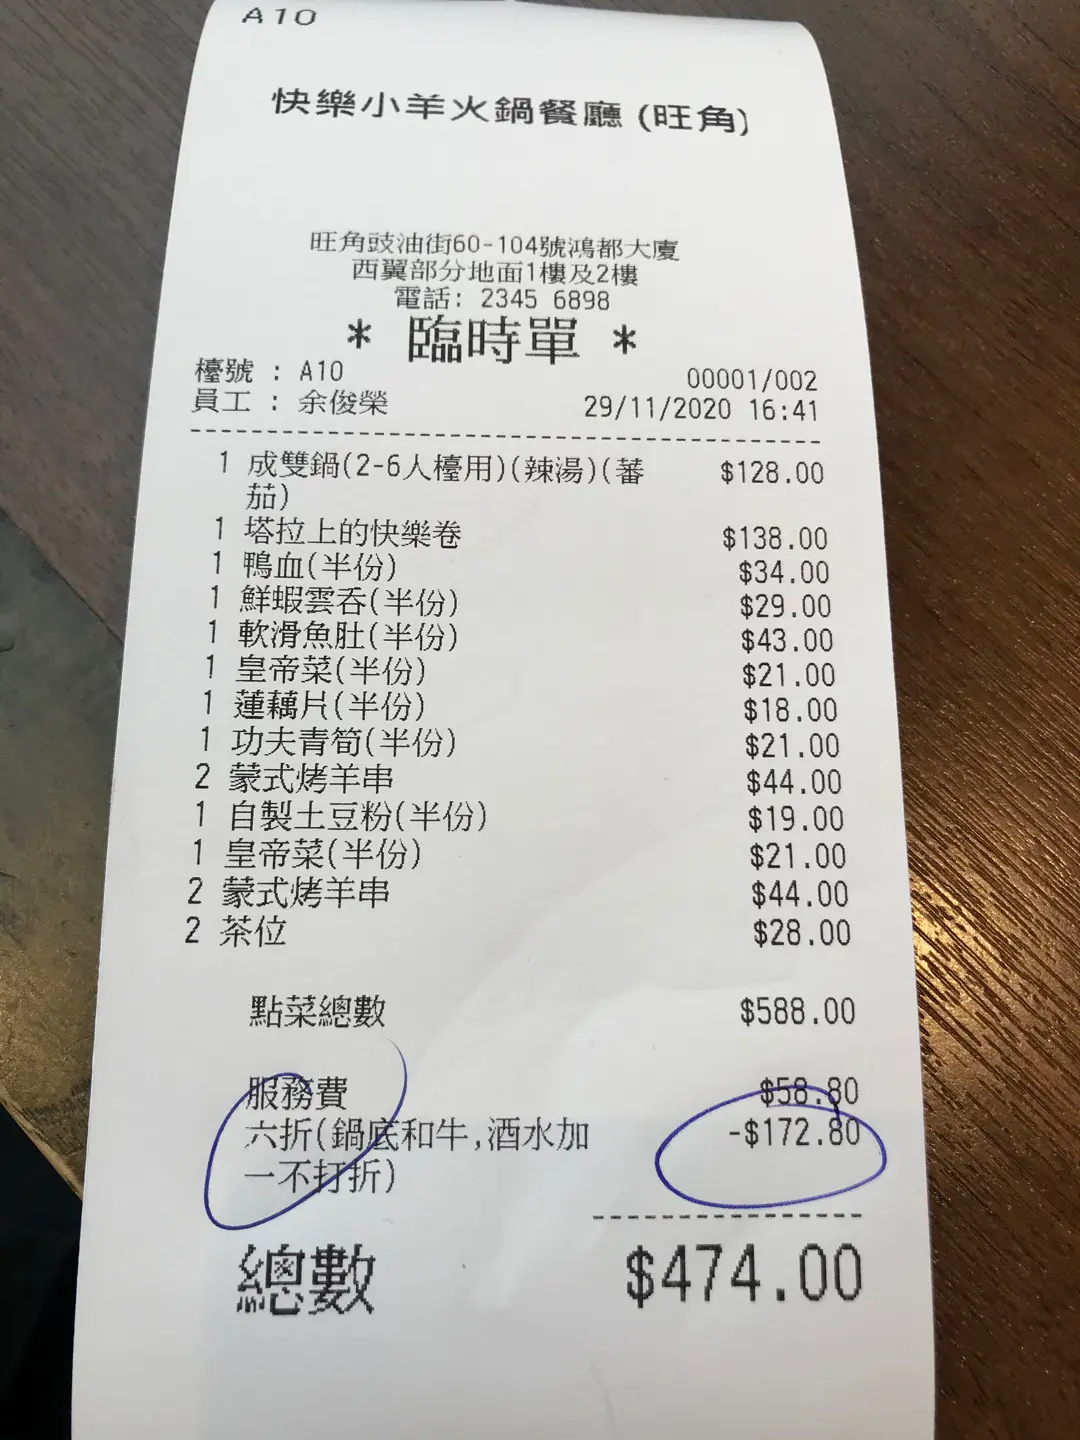 A10
快樂小羊火鍋餐廳 (旺角)
旺角豉油街60-104號鴻都大廈
西翼部分地面1樓及2樓
電話: 2345 6898
* 臨時單 *
檯號 : A10 00001/002
員工 : 余俊榮 29/11/2020 16:41
1 成雙鍋(2-6人檯用)(辣湯)(蕃 $128.00
茄)
1 塔拉上的快樂卷 $138.00
1 鴨血(半份) $34.00
1 鮮蝦雲吞(半份) $29.00
1 軟滑魚肚(半份) $43.00
1 皇帝菜(半份) $21.00
1 蓮藕片(半份) $18.00
1 功夫青筍(半份) $21.00
2 蒙式烤羊串 $44.00
1 自製土豆粉(半份) $19.00
1 皇帝菜(半份) $21.00
2 蒙式烤羊串 $44.00
2 茶位 $28.00
點菜總數 $588.00
服務費 $58.80
六折(鍋底和牛,酒水加 -$172.80
一不打折)
總數 $474.00